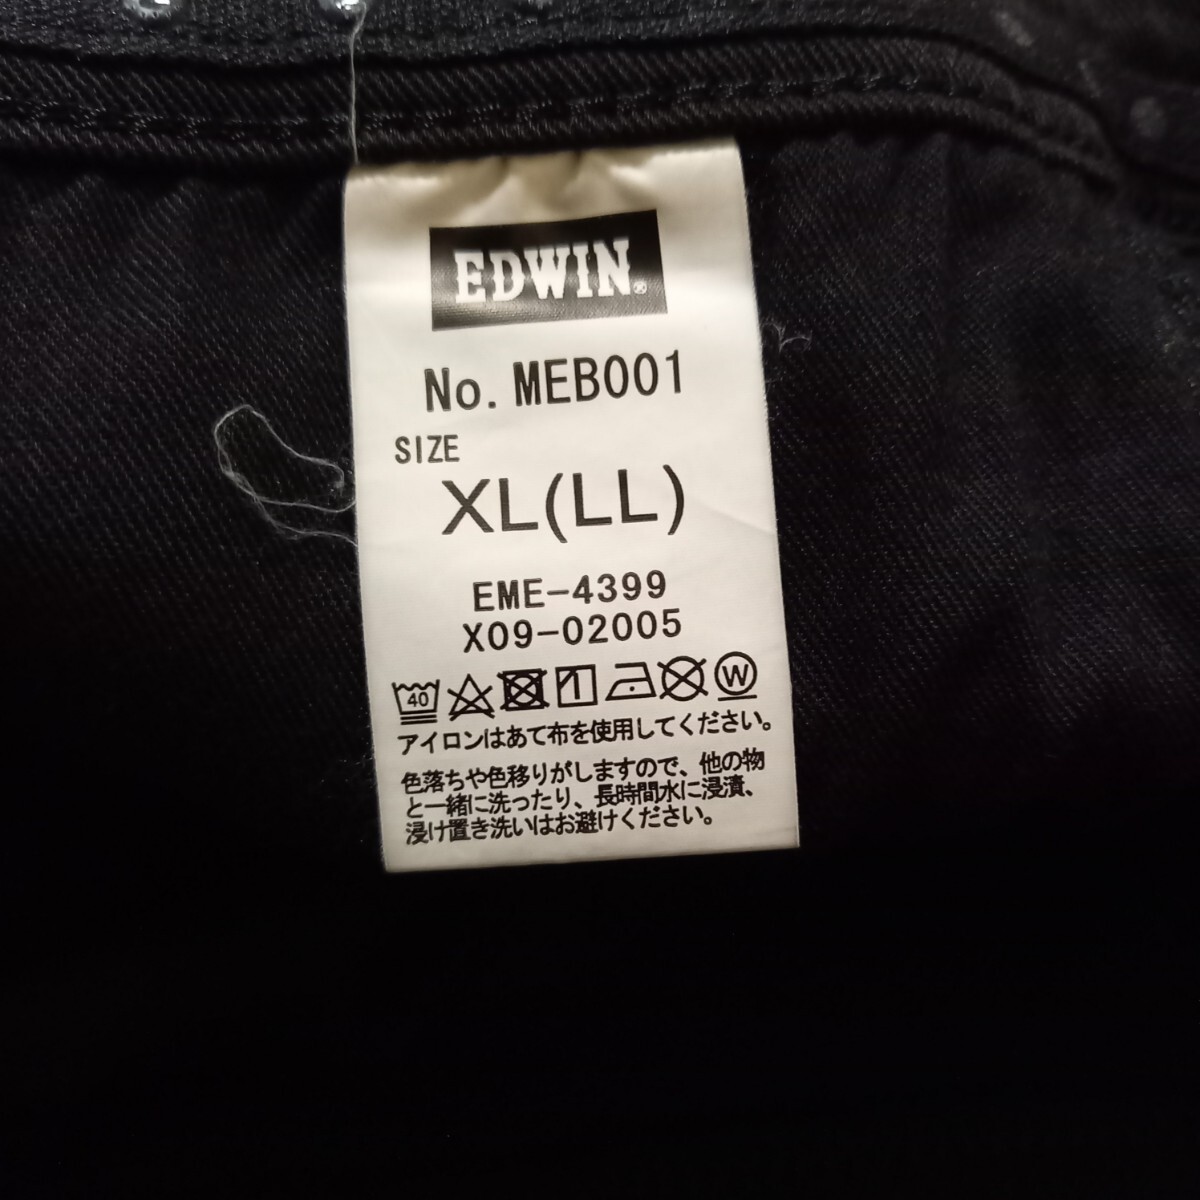 EDWIN®
No. MEB001
SIZE
XL(LL)
EME-4399
X09-02005
40 W
アイロンはあて布を使用してください。
色落ちや色移りがしますので、他の物
と一緒に洗ったり、長時間水に浸漬、
浸け置き洗いはお避けください。